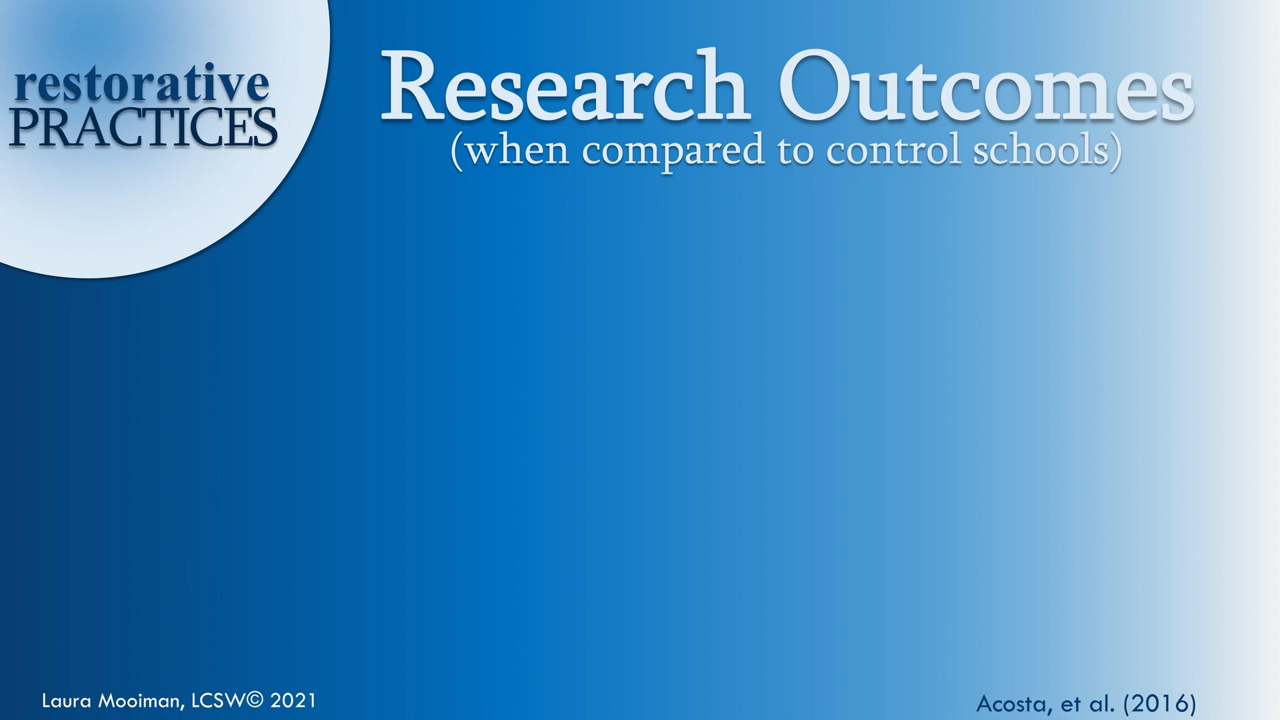 restorative
PRACTICES
Research Outcomes
(when compared to control schools)
Laura Mooiman, LCSW© 2021
Acosta, et al. (2016)